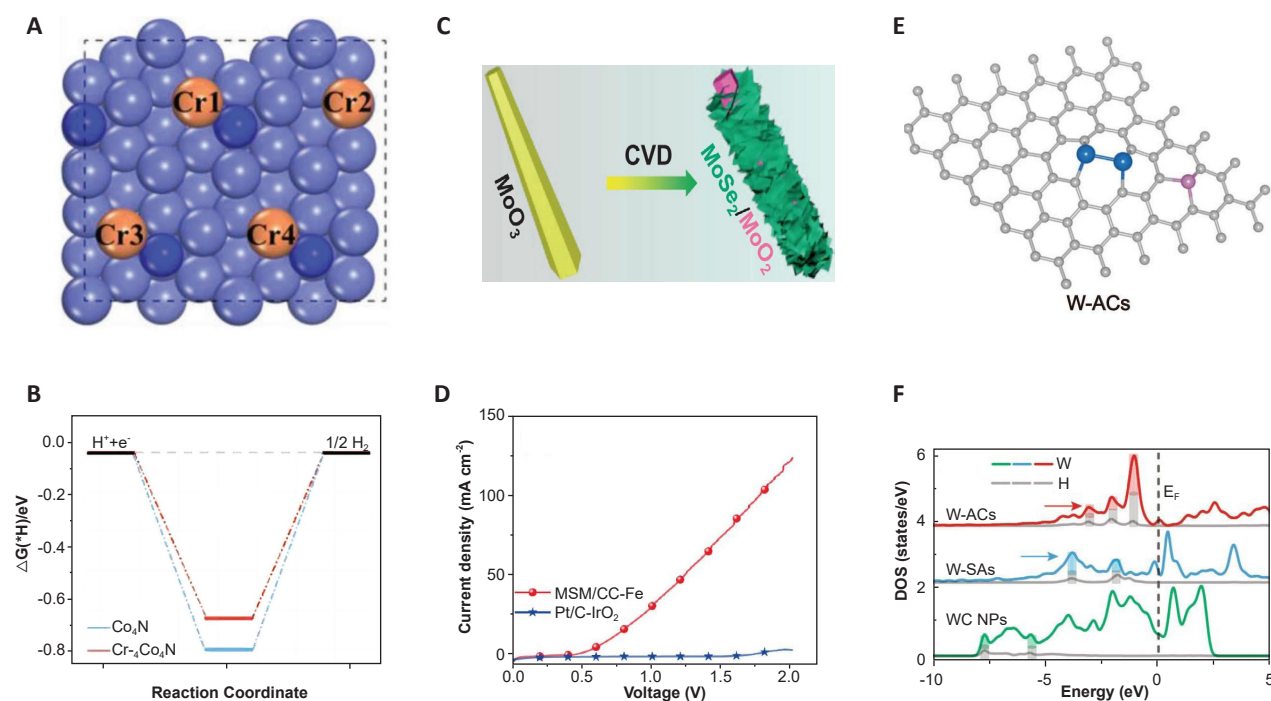 A
Cr1
Cr2
Cr3
Cr4
B
0.0
-0.2
-0.4
-0.6
-0.8
△G(*H)/eV
H⁺+e⁻
1/2 H₂
Co₄N
Cr-₄Co₄N
Reaction Coordinate
C
MoO₃
CVD
MoSe₂/MoO₂
D
150
125
100
75
50
25
0
Current density (mA cm⁻²)
MSM/CC-Fe
Pt/C-IrO₂
0.0
0.5
1.0
1.5
2.0
Voltage (V)
E
W-ACs
F
6
4
2
0
DOS (states/eV)
W
H
E_F
W-ACs
W-SAs
WC NPs
-10
-5
0
5
Energy (eV)